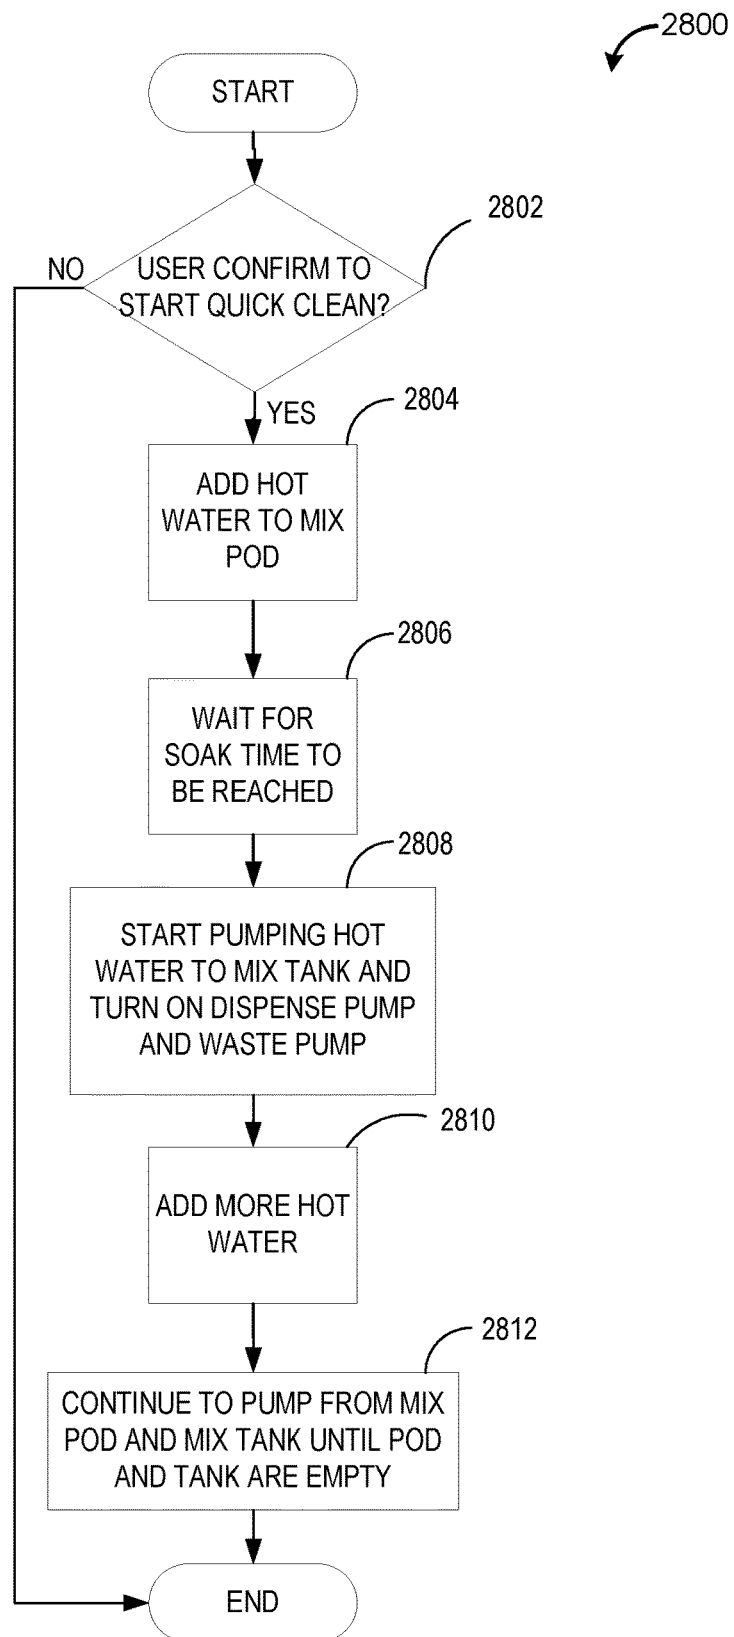 2800
START
2802
NO
USER CONFIRM TO
START QUICK CLEAN?
YES
2804
ADD HOT
WATER TO MIX
POD
2806
WAIT FOR
SOAK TIME TO
BE REACHED
2808
START PUMPING HOT
WATER TO MIX TANK AND
TURN ON DISPENSE PUMP
AND WASTE PUMP
2810
ADD MORE HOT
WATER
2812
CONTINUE TO PUMP FROM MIX
POD AND MIX TANK UNTIL POD
AND TANK ARE EMPTY
END